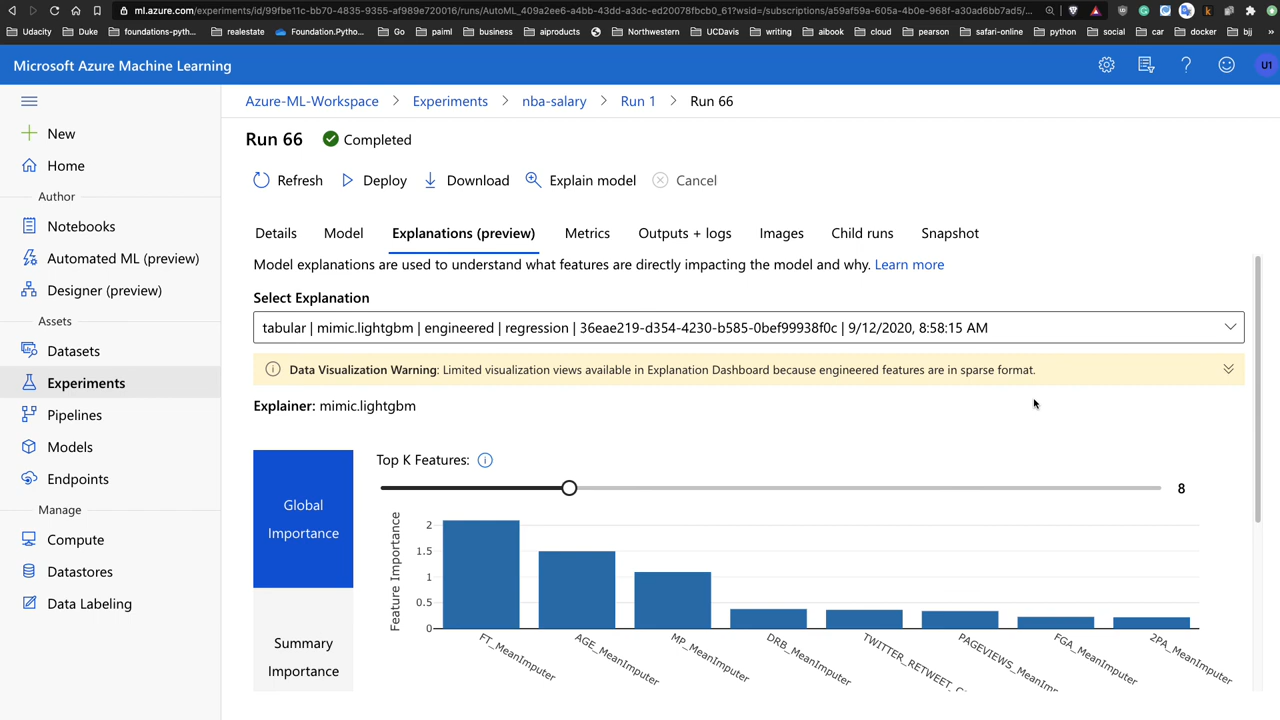 ml.azure.com/experiments/id/99fbe11c-bb70-4835-9355-af989e720016/runs/AutoML_409a2ee6-a4bb-43dd-a3dc-ed20078fbcb0_61?wsid=/subscriptions/a59af59a-605a-4b0e-968f-a30ad6bb7ad5/...
Udacity Duke foundations-pyth... realestate Foundation.Pytho... Go paiml business aiproducts Northwestern UCDavis writing aibook cloud pearson safari-online python social car docker bjj »
Microsoft Azure Machine Learning
U1
Azure-ML-Workspace > Experiments > nba-salary > Run 1 > Run 66
New
Home
Author
Notebooks
Automated ML (preview)
Designer (preview)
Assets
Datasets
Experiments
Pipelines
Models
Endpoints
Manage
Compute
Datastores
Data Labeling
Run 66 Completed
Refresh Deploy Download Explain model Cancel
Details Model Explanations (preview) Metrics Outputs + logs Images Child runs Snapshot
Model explanations are used to understand what features are directly impacting the model and why. Learn more
Select Explanation
tabular | mimic.lightgbm | engineered | regression | 36eae219-d354-4230-b585-0bef99938f0c | 9/12/2020, 8:58:15 AM
Data Visualization Warning: Limited visualization views available in Explanation Dashboard because engineered features are in sparse format.
Explainer: mimic.lightgbm
Global
Importance
Summary
Importance
Top K Features:
8
Feature Importance
2
1.5
1
0.5
0
FT_MeanImputer
AGE_MeanImputer
MP_MeanImputer
DRB_MeanImputer
TWITTER_RETWEET_
PAGEVIEWS_MeanIm
FGA_MeanImputer
2PA_MeanImputer